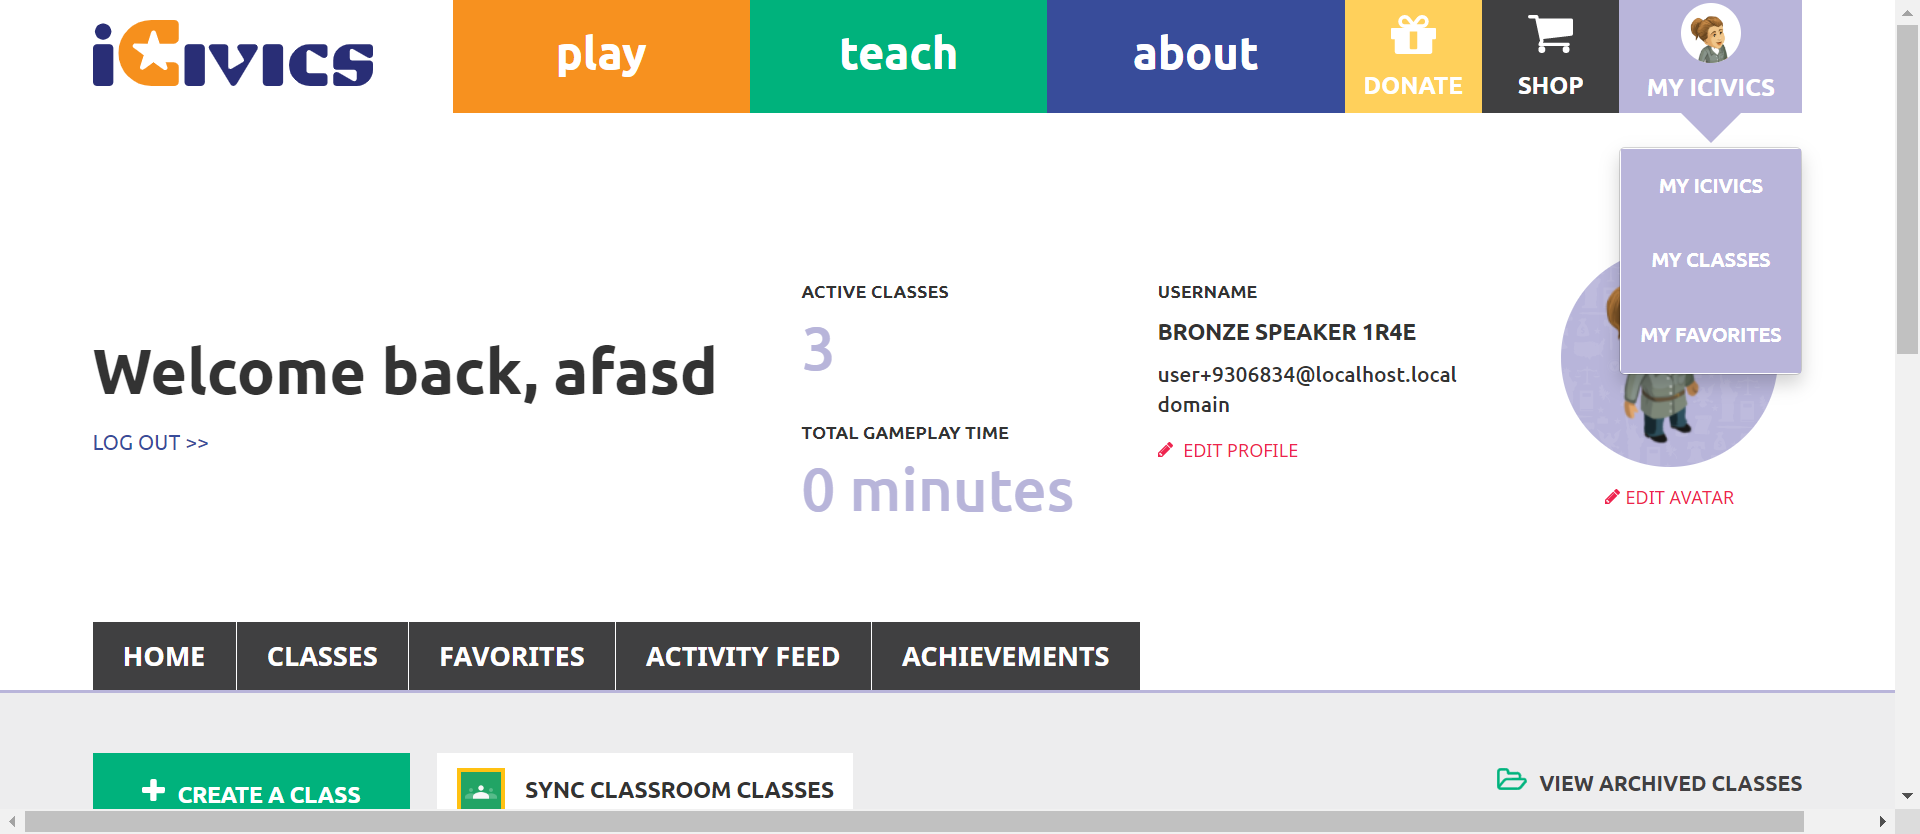 iCIVICS
play
teach
about
DONATE
SHOP
MY ICIVICS
MY ICIVICS
MY CLASSES
MY FAVORITES
Welcome back, afasd
LOG OUT >>
ACTIVE CLASSES
3
TOTAL GAMEPLAY TIME
0 minutes
USERNAME
BRONZE SPEAKER 1R4E
user+9306834@localhost.local
domain
EDIT PROFILE
EDIT AVATAR
HOME
CLASSES
FAVORITES
ACTIVITY FEED
ACHIEVEMENTS
CREATE A CLASS
SYNC CLASSROOM CLASSES
VIEW ARCHIVED CLASSES